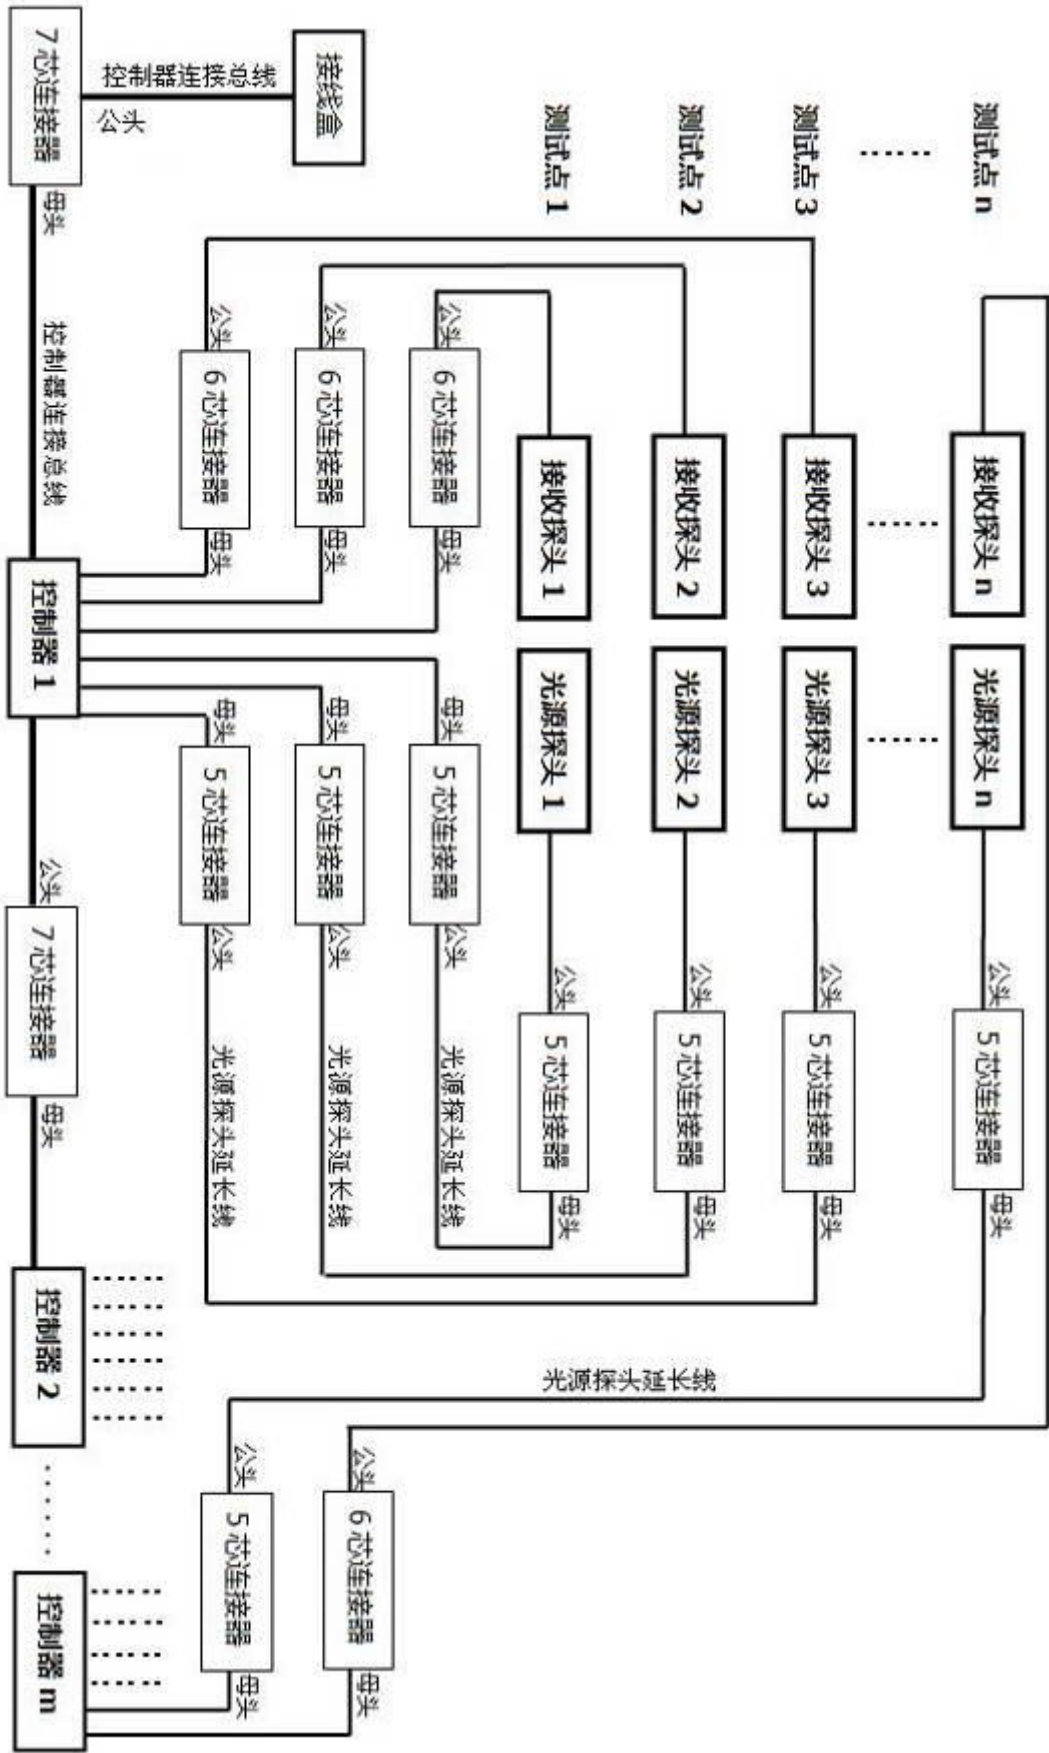 7芯连接器
控制器连接总线
公头
接线盒
母头
控制器连接总线
测试点 1
测试点 2
测试点 3
……
测试点 n
公头
公头
公头
6芯连接器
6芯连接器
6芯连接器
母头
母头
母头
接收探头 1
接收探头 2
接收探头 3
……
接收探头 n
控制器 1
光源探头 1
光源探头 2
光源探头 3
……
光源探头 n
母头
母头
母头
5芯连接器
5芯连接器
5芯连接器
公头
公头
公头
光源探头延长线
光源探头延长线
光源探头延长线
公头
公头
公头
公头
5芯连接器
5芯连接器
5芯连接器
5芯连接器
母头
母头
母头
母头
公头
7芯连接器
母头
控制器 2
……
光源探头延长线
公头
公头
5芯连接器
6芯连接器
母头
母头
控制器 m